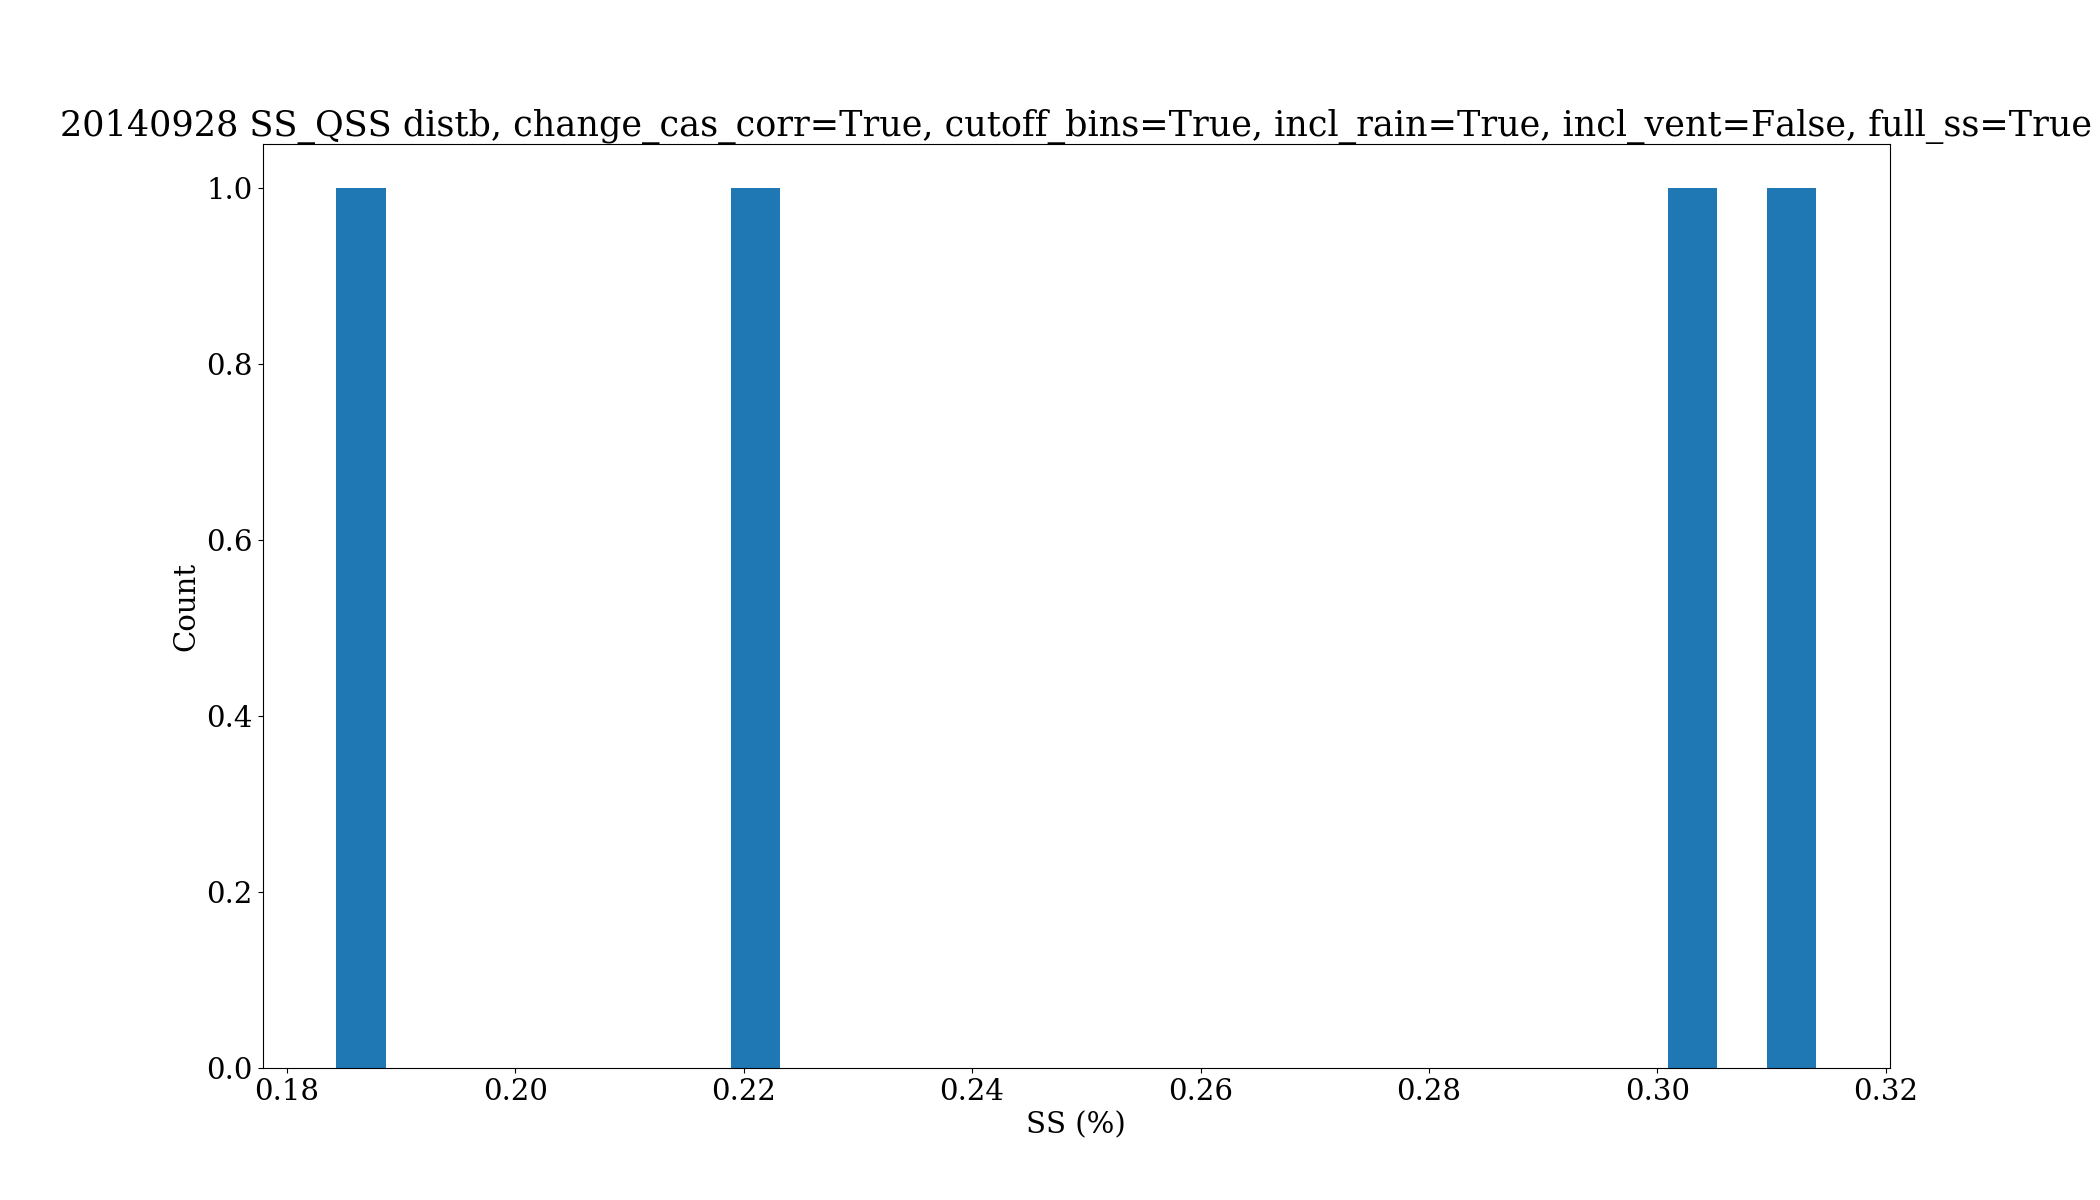 20140928 SS_QSS distb, change_cas_corr=True, cutoff_bins=True, incl_rain=True, incl_vent=False, full_ss=True
1.0
0.8
0.6
0.4
0.2
0.0
Count
0.18 0.20 0.22 0.24 0.26 0.28 0.30 0.32
SS (%)